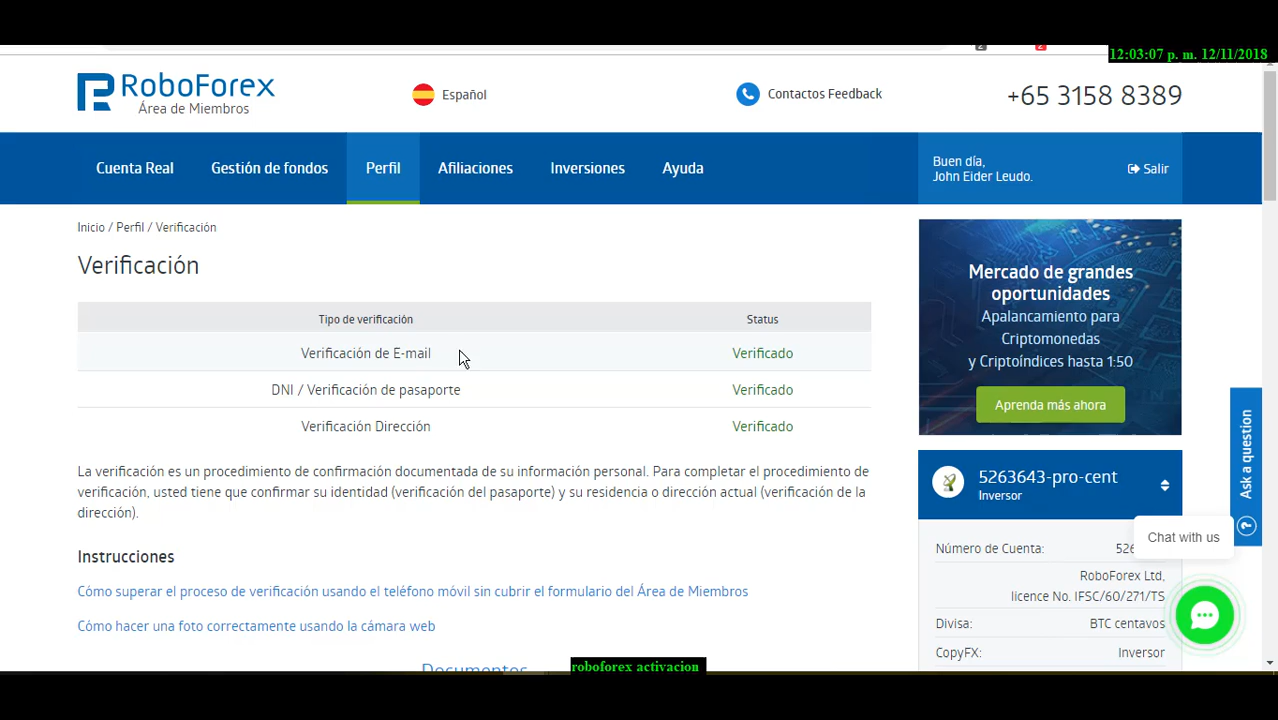 12:03:07 p. m. 12/11/2018
RoboForex
Área de Miembros
Español
Contactos Feedback
+65 3158 8389
Cuenta Real
Gestión de fondos
Perfil
Afiliaciones
Inversiones
Ayuda
Buen día,
John Eider Leudo.
Salir
Inicio / Perfil / Verificación
Verificación
Tipo de verificación Status
Verificación de E-mail Verificado
DNI / Verificación de pasaporte Verificado
Verificación Dirección Verificado
La verificación es un procedimiento de confirmación documentada de su información personal. Para completar el procedimiento de
verificación, usted tiene que confirmar su identidad (verificación del pasaporte) y su residencia o dirección actual (verificación de la
dirección).
Instrucciones
Cómo superar el proceso de verificación usando el teléfono móvil sin cubrir el formulario del Área de Miembros
Cómo hacer una foto correctamente usando la cámara web
Documentos
Mercado de grandes
oportunidades
Apalancamiento para
Criptomonedas
y Criptoíndices hasta 1:50
Aprenda más ahora
5263643-pro-cent
Inversor
Número de Cuenta:
RoboForex Ltd,
licence No. IFSC/60/271/TS
Divisa: BTC centavos
CopyFX: Inversor
Ask a question
Chat with us
roboforex activacion